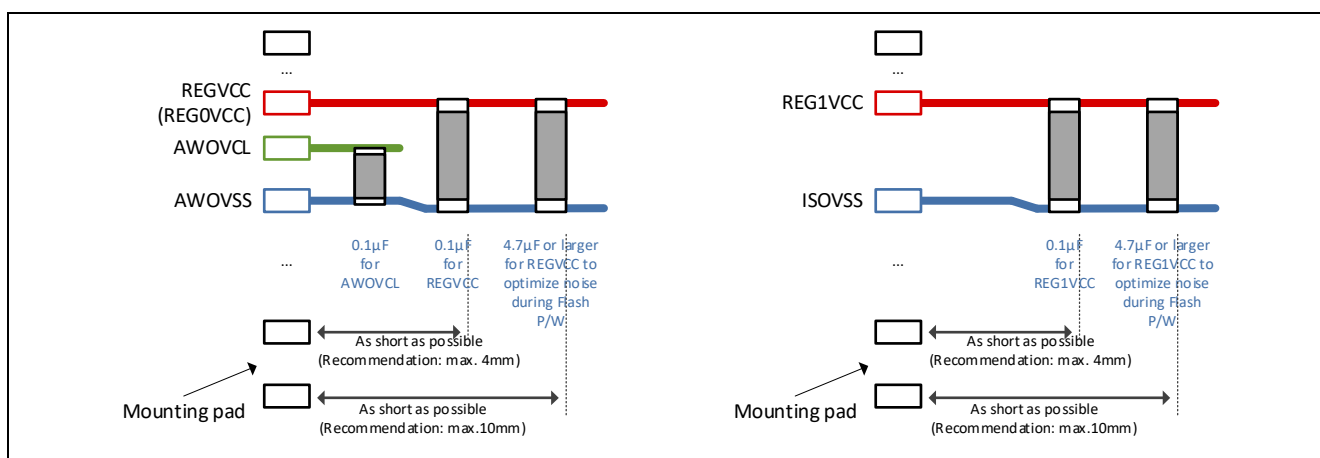 ...
REGVCC
(REG0VCC)
AWOVCL
AWOVSS
...
0.1µF
for
AWOVCL
0.1µF
for
REGVCC
4.7µF or larger
for REGVCC to
optimize noise
during Flash
P/W
As short as possible
(Recommendation: max. 4mm)
Mounting pad
As short as possible
(Recommendation: max.10mm)
...
REG1VCC
ISOVSS
...
0.1µF
for
REG1VCC
4.7µF or larger
for REG1VCC to
optimize noise
during Flash
P/W
As short as possible
(Recommendation: max. 4mm)
Mounting pad
As short as possible
(Recommendation: max.10mm)